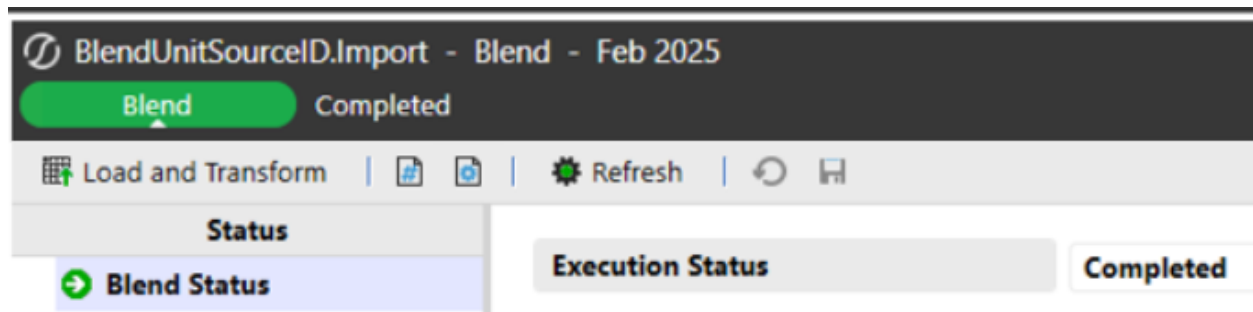 BlendUnitSourceID.Import - Blend - Feb 2025
Blend Completed
Load and Transform Refresh
Status
Blend Status
Execution Status Completed